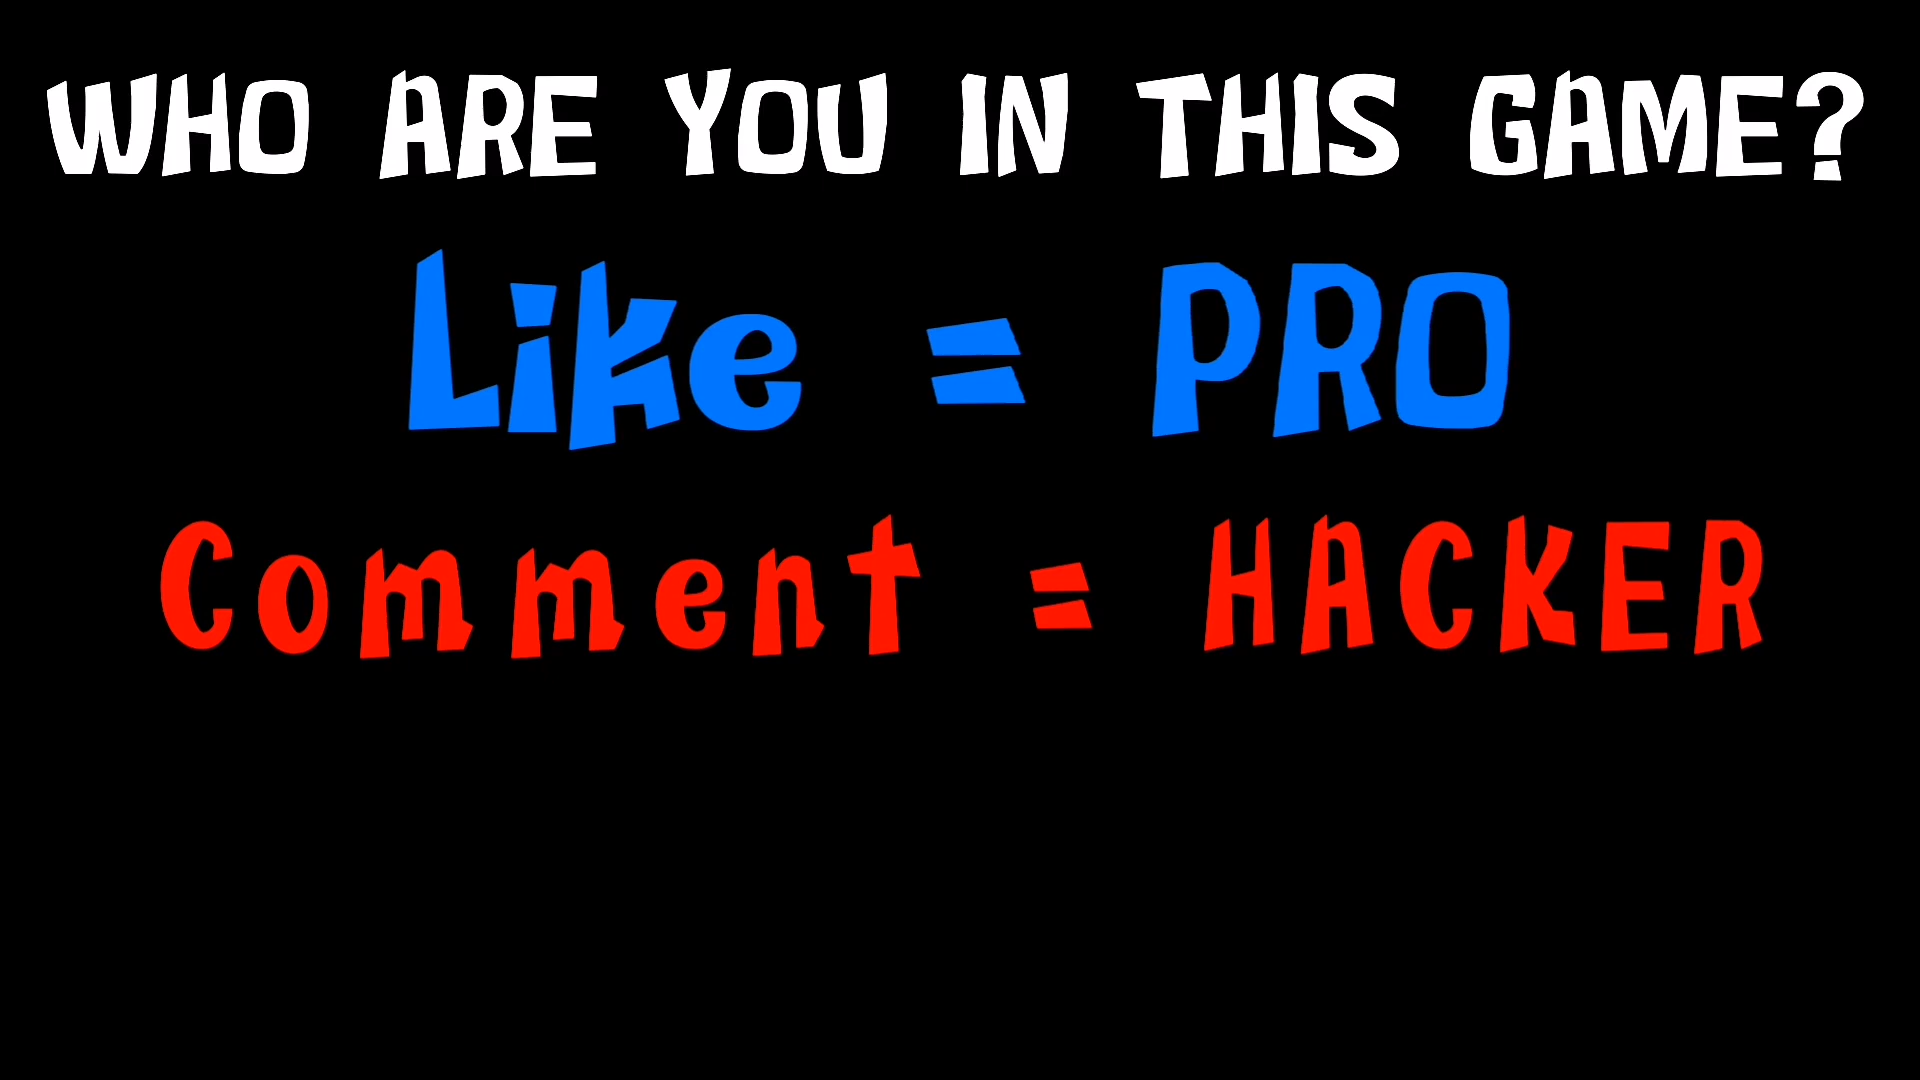 WHO ARE YOU IN THIS GAME?
Like = PRO
Comment = HACKER